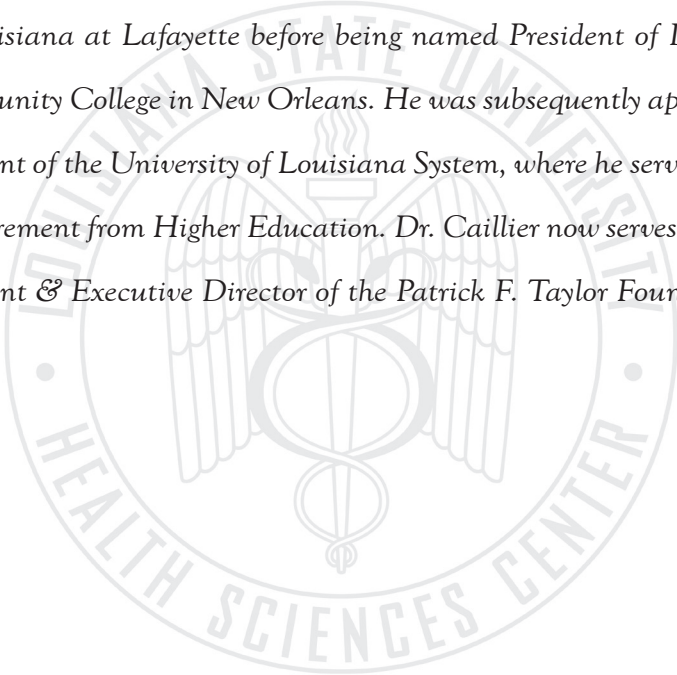 isiana at Lafayette before being named President of
unity College in New Orleans. He was subsequently ap
nt of the University of Louisiana System, where he serv
rement from Higher Education. Dr. Caillier now serves
nt & Executive Director of the Patrick F. Taylor Foun
LOUISIANA STATE UNIVERSITY
HEALTH SCIENCES CENTER